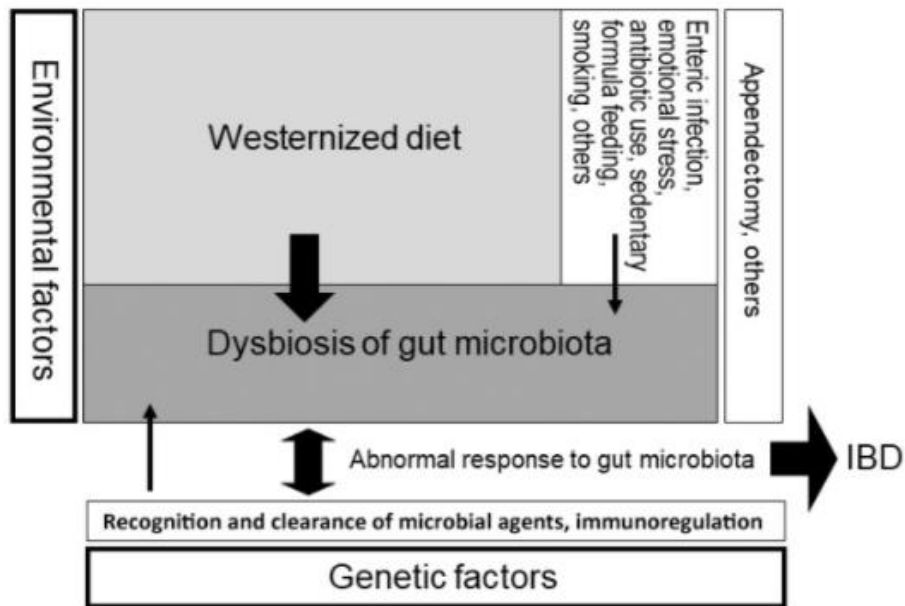 Environmental factors
Westernized diet
Enteric infection,
emotional stress,
antibiotic use, sedentary
formula feeding,
smoking, others
Appendectomy, others
Dysbiosis of gut microbiota
Abnormal response to gut microbiota
IBD
Recognition and clearance of microbial agents, immunoregulation
Genetic factors